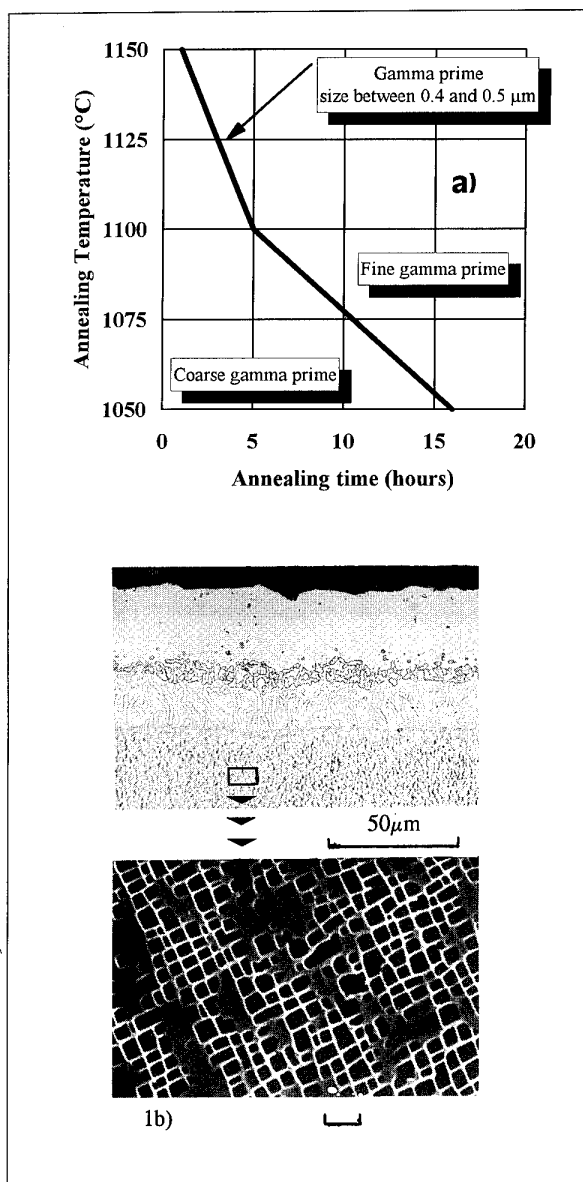 1150
1125
1100
1075
1050
Annealing Temperature (°C)
Gamma prime
size between 0.4 and 0.5 μm
a)
Fine gamma prime
Coarse gamma prime
0
5
10
15
20
Annealing time (hours)
50μm
1b)